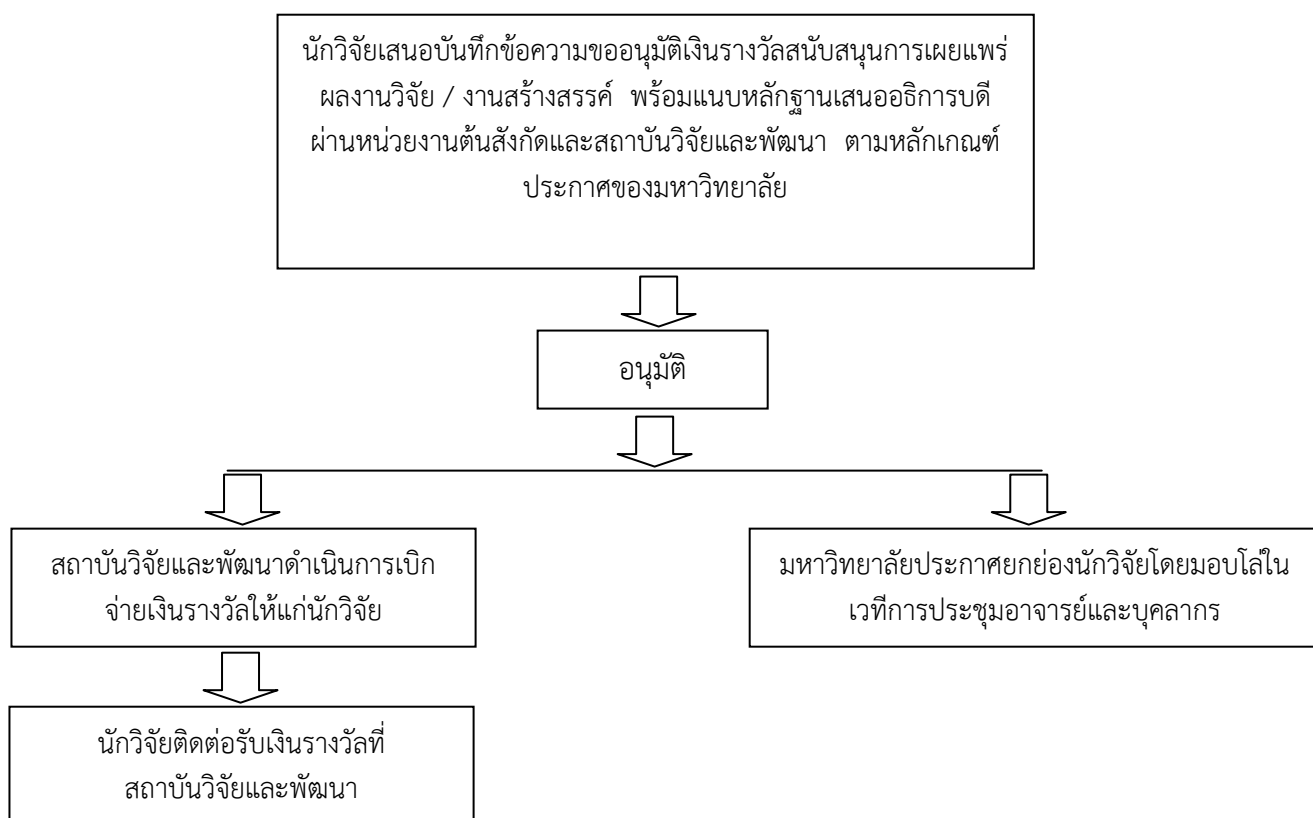 นักวิจัยเสนอบันทึกข้อความขออนุมัติเงินรางวัลสนับสนุนการเผยแพร่
ผลงานวิจัย / งานสร้างสรรค์ พร้อมแนบหลักฐานเสนออธิการบดี
ผ่านหน่วยงานต้นสังกัดและสถาบันวิจัยและพัฒนา ตามหลักเกณฑ์
ประกาศของมหาวิทยาลัย
อนุมัติ
สถาบันวิจัยและพัฒนาดำเนินการเบิก
จ่ายเงินรางวัลให้แก่นักวิจัย
มหาวิทยาลัยประกาศยกย่องนักวิจัยโดยมอบโล่ใน
เวทีการประชุมอาจารย์และบุคลากร
นักวิจัยติดต่อรับเงินรางวัลที่
สถาบันวิจัยและพัฒนา